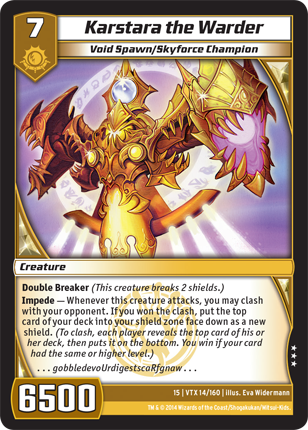 7
Karstara the Warder
Void Spawn/Skyforce Champion
Creature
Double Breaker (This creature breaks 2 shields.)
Impede — Whenever this creature attacks, you may clash
with your opponent. If you won the clash, put the top
card of your deck into your shield zone face down as a new
shield. (To clash, each player reveals the top card of his or
her deck, then puts it on the bottom. You win if your card
had the same or higher level.)
. . . gobbledevoUrdigestscaRfgnaw . . .
6500
15 | VTX 14/160 | illus. Eva Widermann
TM & © 2014 Wizards of the Coast/Shogakukan/Mitsui-Kids.